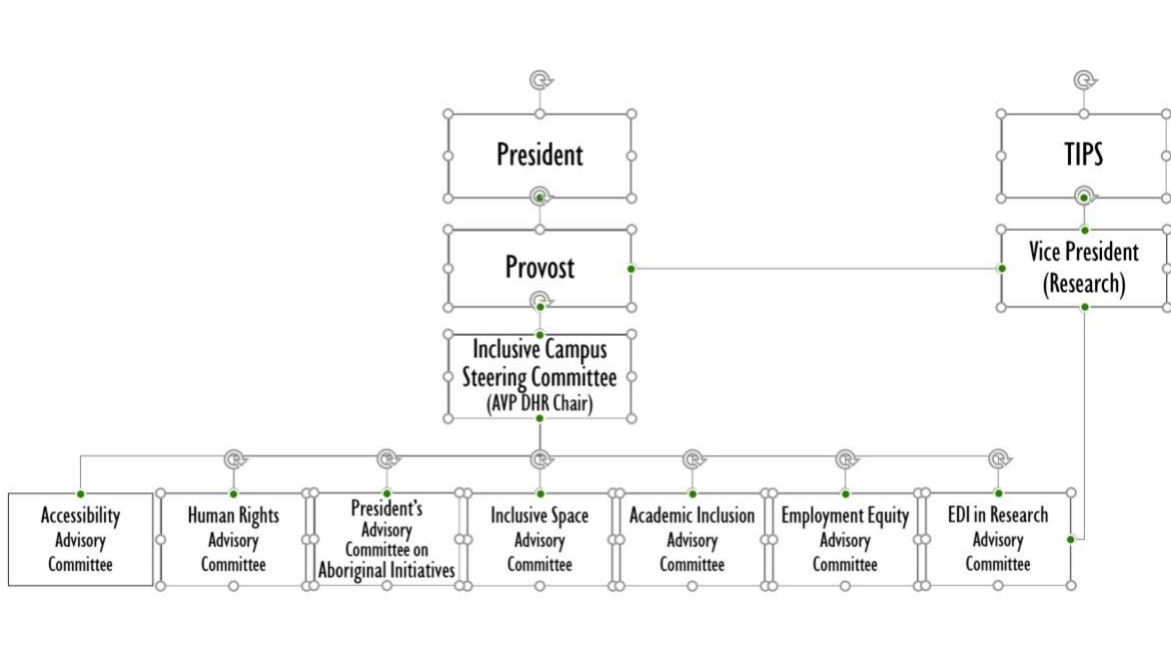 President
TIPS
Provost
Vice President
(Research)
Inclusive Campus
Steering Committee
(AVP DHR Chair)
Accessibility
Advisory
Committee
Human Rights
Advisory
Committee
President's
Advisory
Committee on
Aboriginal Initiatives
Inclusive Space
Advisory
Committee
Academic Inclusion
Advisory
Committee
Employment Equity
Advisory
Committee
EDI in Research
Advisory
Committee